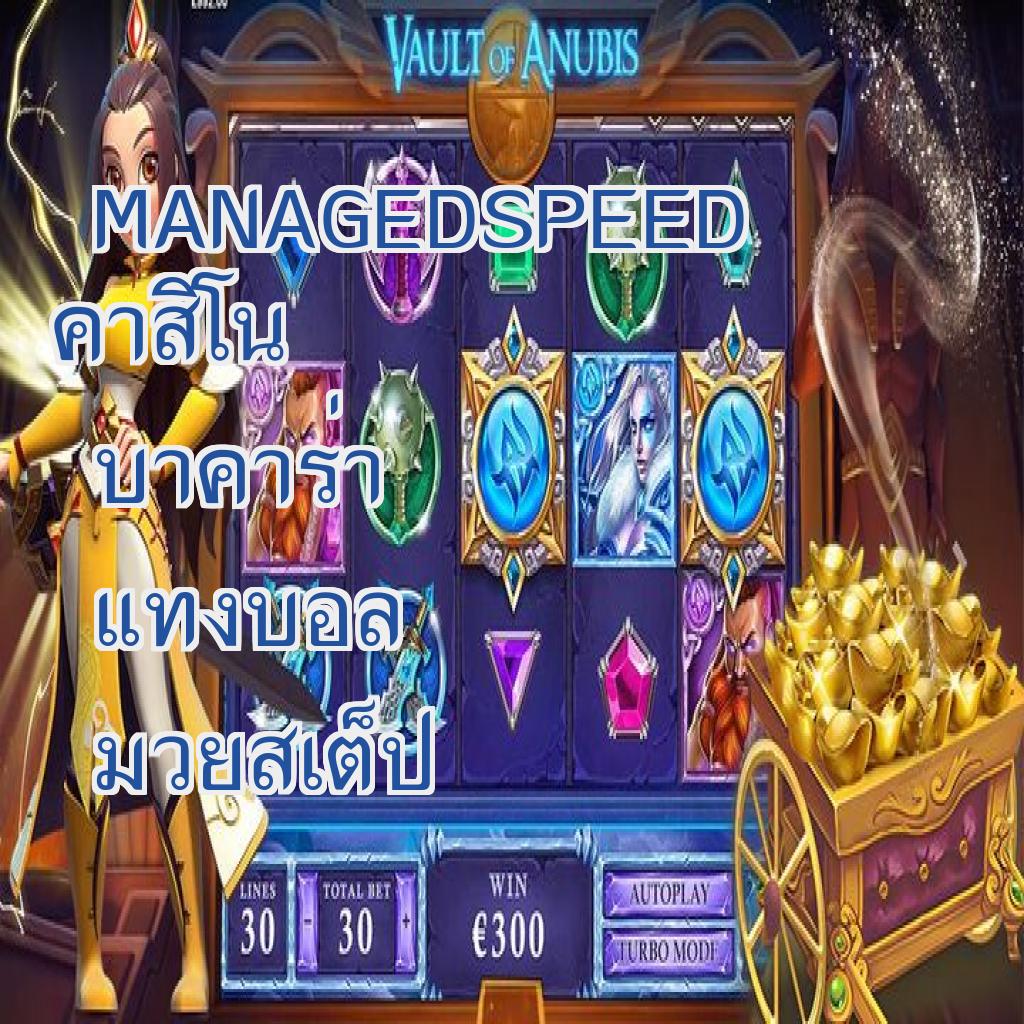 VAULT OF ANUBIS
MANAGEDSPEED
คาสิโน
บาคาร่า
แทงบอล
มวยสเต็ป
LINES
30
TOTAL BET
- 30 +
WIN
€300
AUTOPLAY
TURBO MODE